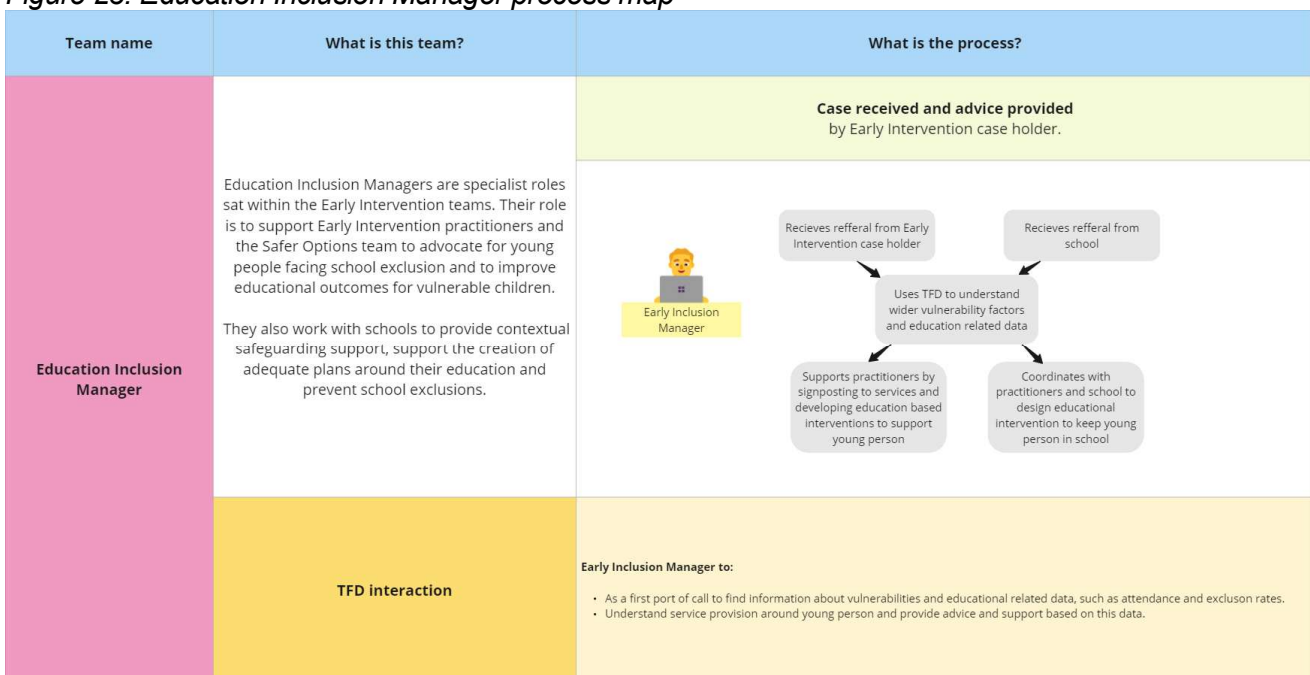 Figure 28: Education Inclusion Manager process map
Team name
What is this team?
What is the process?
Education Inclusion
Manager
Education Inclusion Managers are specialist roles
sat within the Early Intervention teams. Their role
is to support Early Intervention practitioners and
the Safer Options team to advocate for young
people facing school exclusion and to improve
educational outcomes for vulnerable children.
They also work with schools to provide contextual
safeguarding support, support the creation of
adequate plans around their education and
prevent school exclusions.
Case received and advice provided
by Early Intervention case holder.
Early Inclusion
Manager
Recieves refferal from Early
Intervention case holder
Recieves refferal from
school
Uses TFD to understand
wider vulnerability factors
and education related data
Supports practitioners by
signposting to services and
developing education based
interventions to support
young person
Coordinates with
practitioners and school to
design educational
intervention to keep young
person in school
TFD interaction
Early Inclusion Manager to:
• As a first port of call to find information about vulnerabilities and educational related data, such as attendance and excluson rates.
• Understand service provision around young person and provide advice and support based on this data.